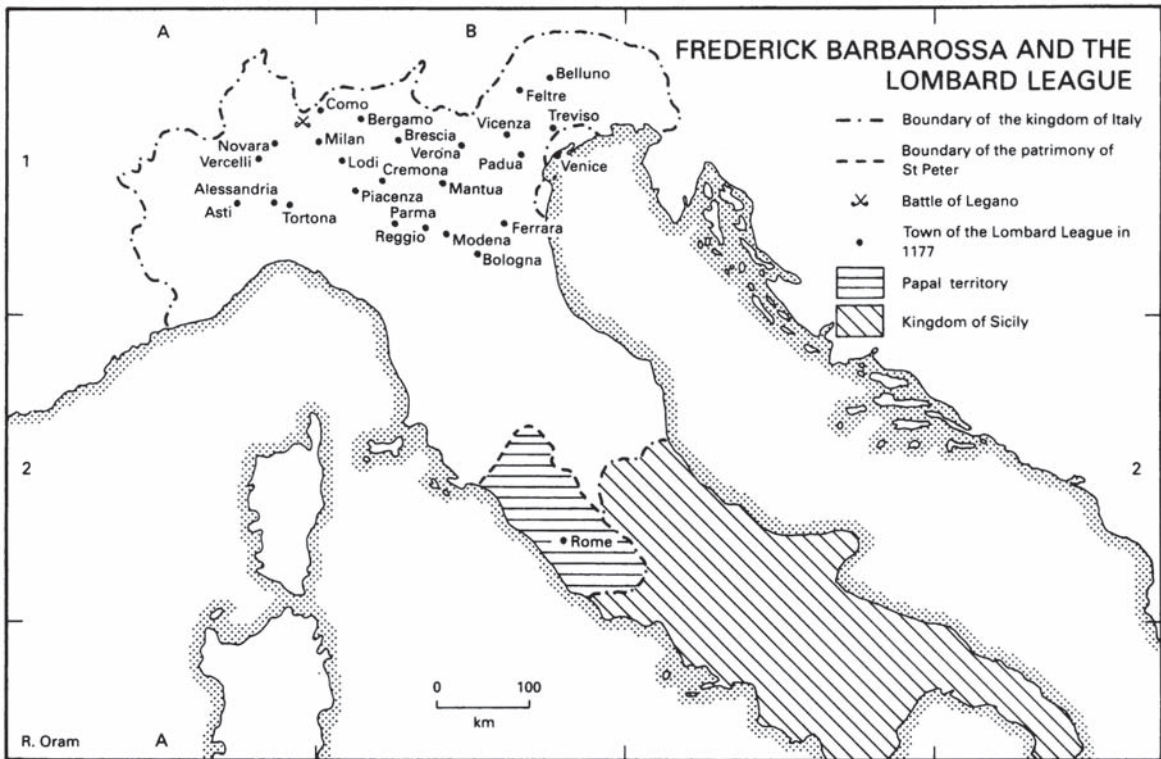 A
B
FREDERICK BARBAROSSA AND THE
LOMBARD LEAGUE
Boundary of the kingdom of Italy
Boundary of the patrimony of
St Peter
Battle of Legano
Town of the Lombard League in
1177
Papal territory
Kingdom of Sicily
Belluno
Feltre
Como
Bergamo
Treviso
Vicenza
Brescia
Novara
Milan
Verona
1
Vercelli
Lodi
Padua
Venice
Cremona
Alessandria
Mantua
Piacenza
Asti
Tortona
Parma
Ferrara
Reggio
Modena
Bologna
2
2
Rome
0 100
km
R. Oram
A